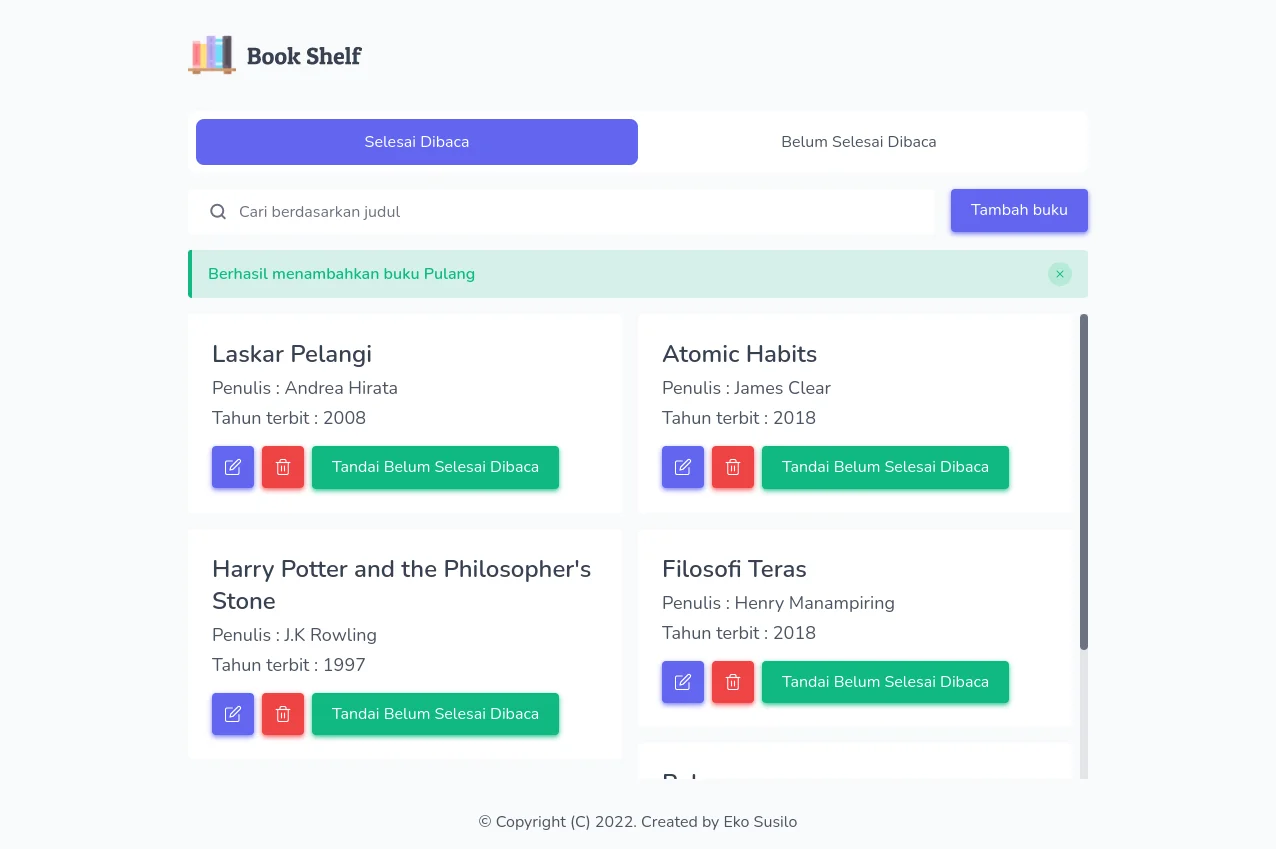 Book Shelf
Selesai Dibaca
Belum Selesai Dibaca
Cari berdasarkan judul
Tambah buku
Berhasil menambahkan buku Pulang
Laskar Pelangi
Penulis : Andrea Hirata
Tahun terbit : 2008
Tandai Belum Selesai Dibaca
Atomic Habits
Penulis : James Clear
Tahun terbit : 2018
Tandai Belum Selesai Dibaca
Harry Potter and the Philosopher's
Stone
Penulis : J.K Rowling
Tahun terbit : 1997
Tandai Belum Selesai Dibaca
Filosofi Teras
Penulis : Henry Manampiring
Tahun terbit : 2018
Tandai Belum Selesai Dibaca
© Copyright (C) 2022. Created by Eko Susilo